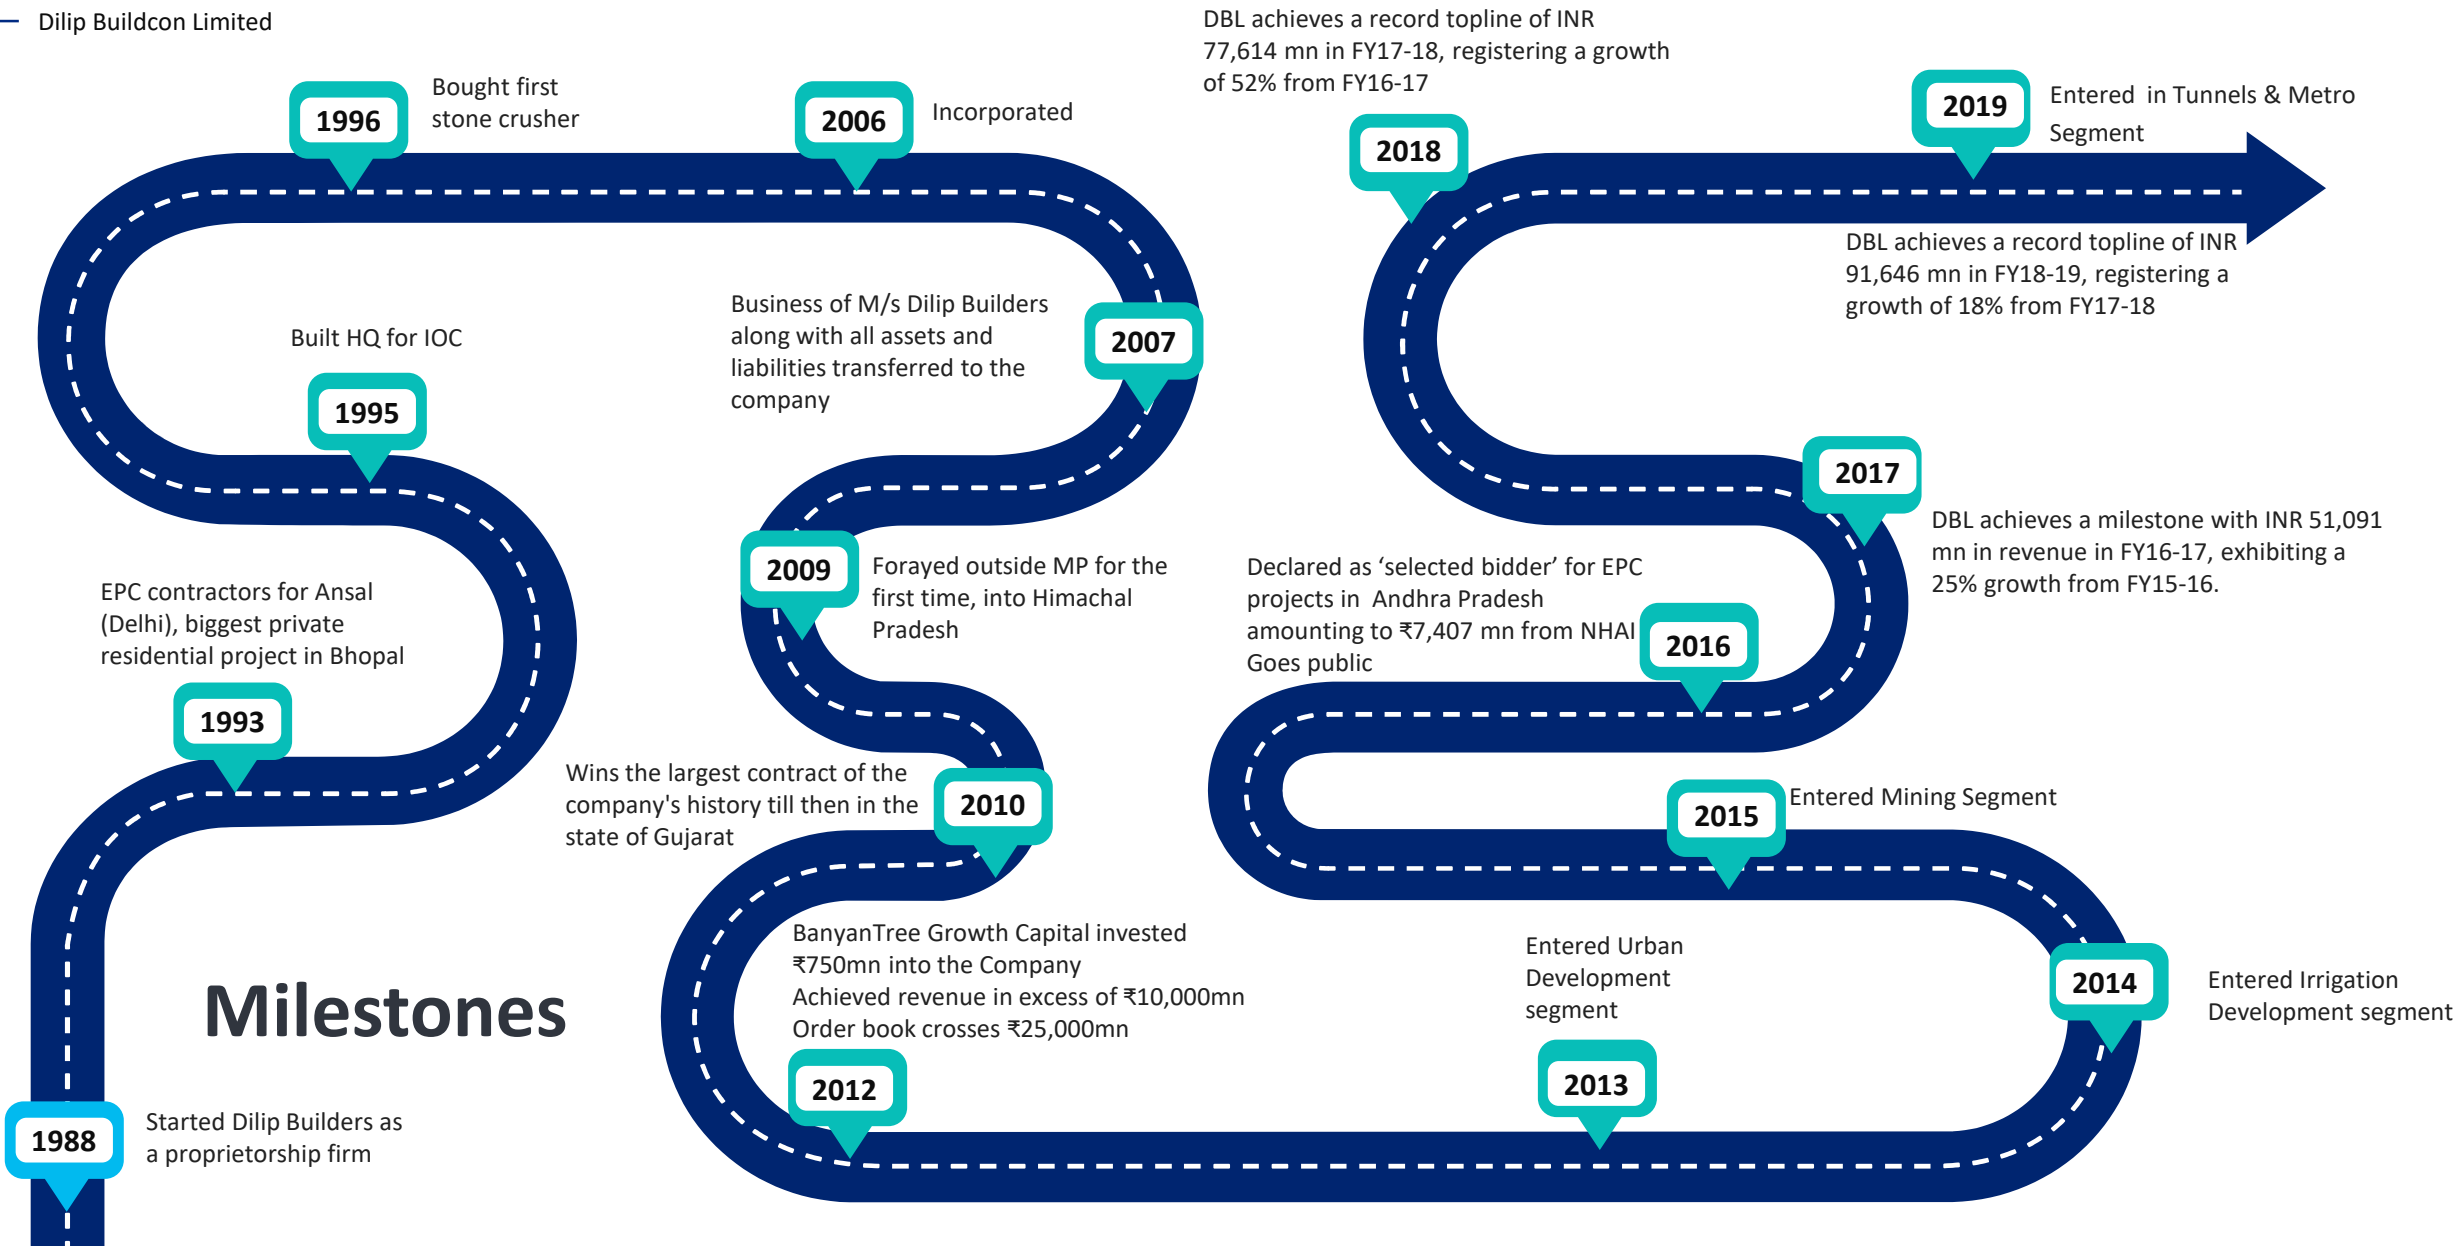 Dilip Buildcon Limited
Milestones
1988
Started Dilip Builders as
a proprietorship firm
1993
EPC contractors for Ansal
(Delhi), biggest private
residential project in Bhopal
1995
Built HQ for IOC
1996
Bought first
stone crusher
2006
Incorporated
2007
Business of M/s Dilip Builders
along with all assets and
liabilities transferred to the
company
2009
Forayed outside MP for the
first time, into Himachal
Pradesh
2010
Wins the largest contract of the
company's history till then in the
state of Gujarat
2012
BanyanTree Growth Capital invested
₹750mn into the Company
Achieved revenue in excess of ₹10,000mn
Order book crosses ₹25,000mn
2013
Entered Urban
Development
segment
2014
Entered Irrigation
Development segment
2015
Entered Mining Segment
2016
Declared as ‘selected bidder’ for EPC
projects in  Andhra Pradesh
amounting to ₹7,407 mn from NHAI
Goes public
2017
DBL achieves a milestone with INR 51,091
mn in revenue in FY16-17, exhibiting a
25% growth from FY15-16.
2018
DBL achieves a record topline of INR
77,614 mn in FY17-18, registering a growth
of 52% from FY16-17
2019
Entered  in Tunnels & Metro
Segment
DBL achieves a record topline of INR
91,646 mn in FY18-19, registering a
growth of 18% from FY17-18